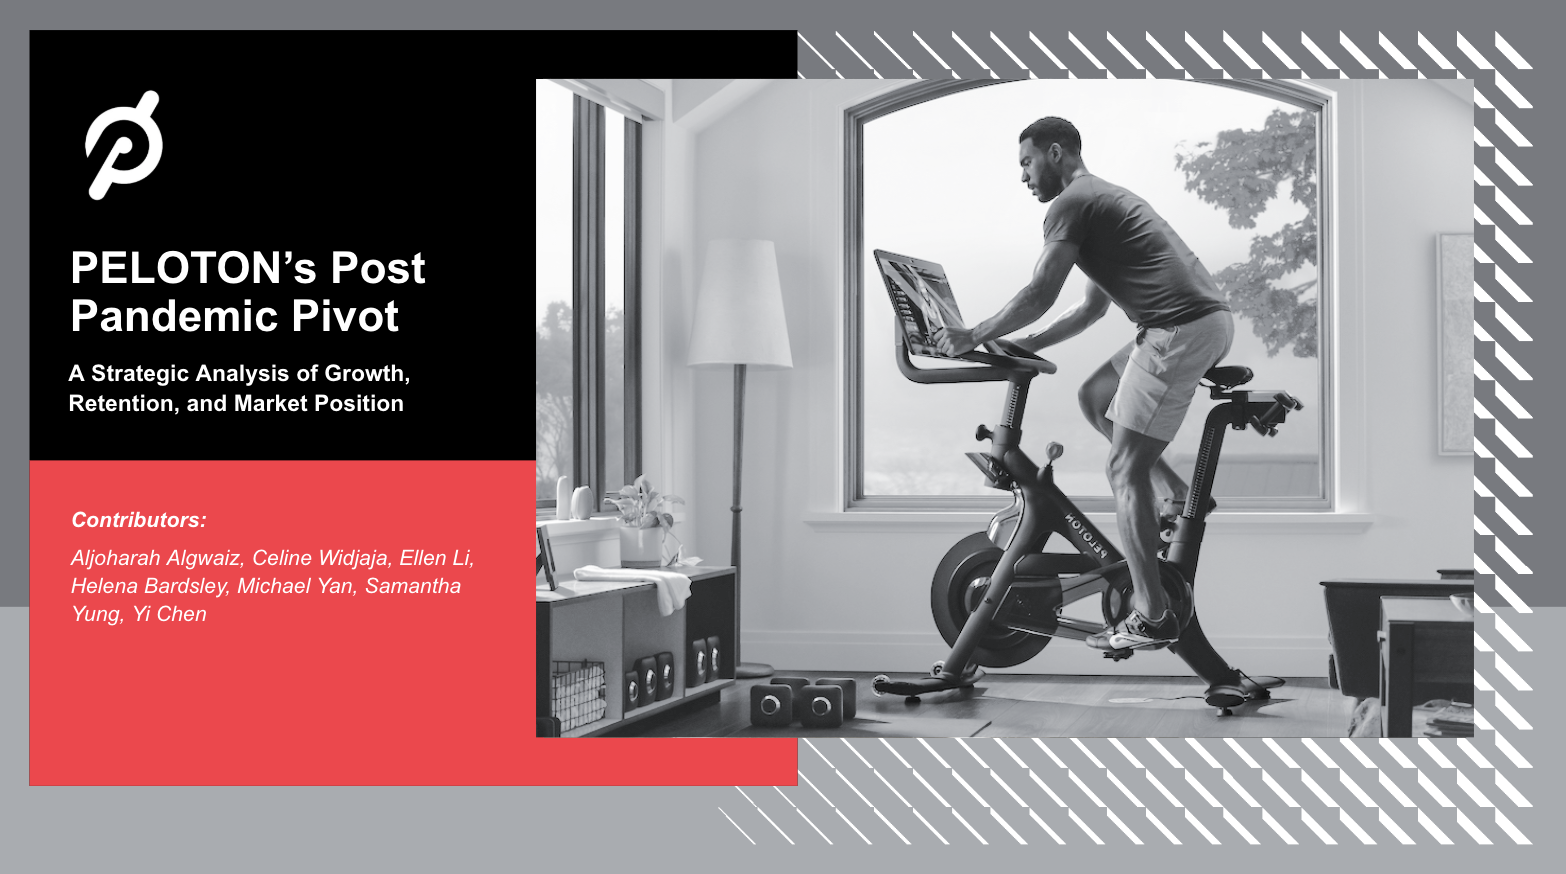 PELOTON’s Post
Pandemic Pivot
A Strategic Analysis of Growth,
Retention, and Market Position
Contributors:
Aljoharah Algwaiz, Celine Widjaja, Ellen Li,
Helena Bardsley, Michael Yan, Samantha
Yung, Yi Chen
PELOTON